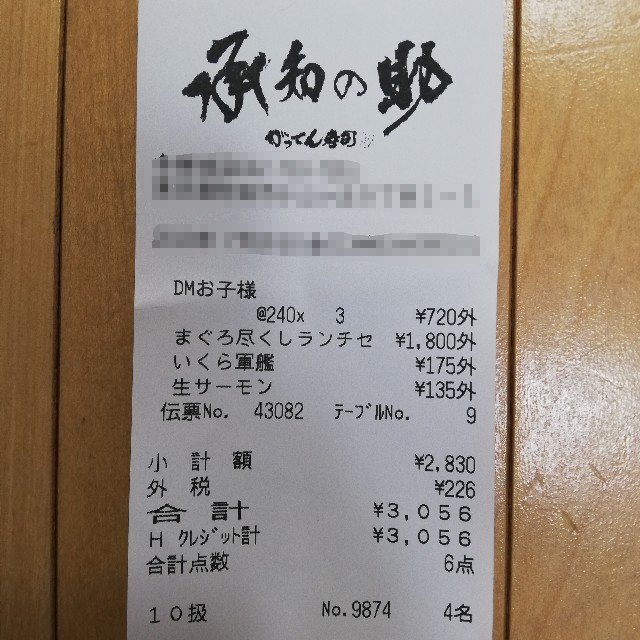 承知の助
がってん寿司
DMお子様
@240x 3 ¥720外
まぐろ尽くしランチセ ¥1,800外
いくら軍艦 ¥175外
生サーモン ¥135外
伝票No. 43082 ﾃｰﾌﾞﾙNo. 9
小計額 ¥2,830
外税 ¥226
合計 ¥3,056
H ｸﾚｼﾞｯﾄ計 ¥3,056
合計点数 6点
10扱 No.9874 4名